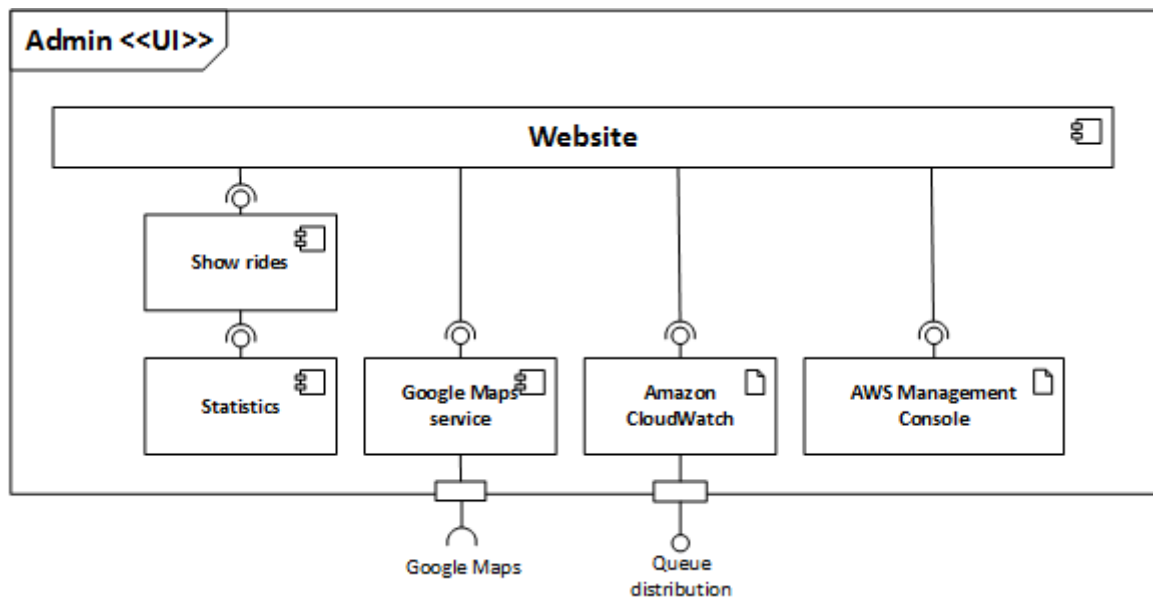 Admin <<UI>>
Website
Show rides
Statistics
Google Maps
service
Amazon
CloudWatch
AWS Management
Console
Google Maps
Queue
distribution